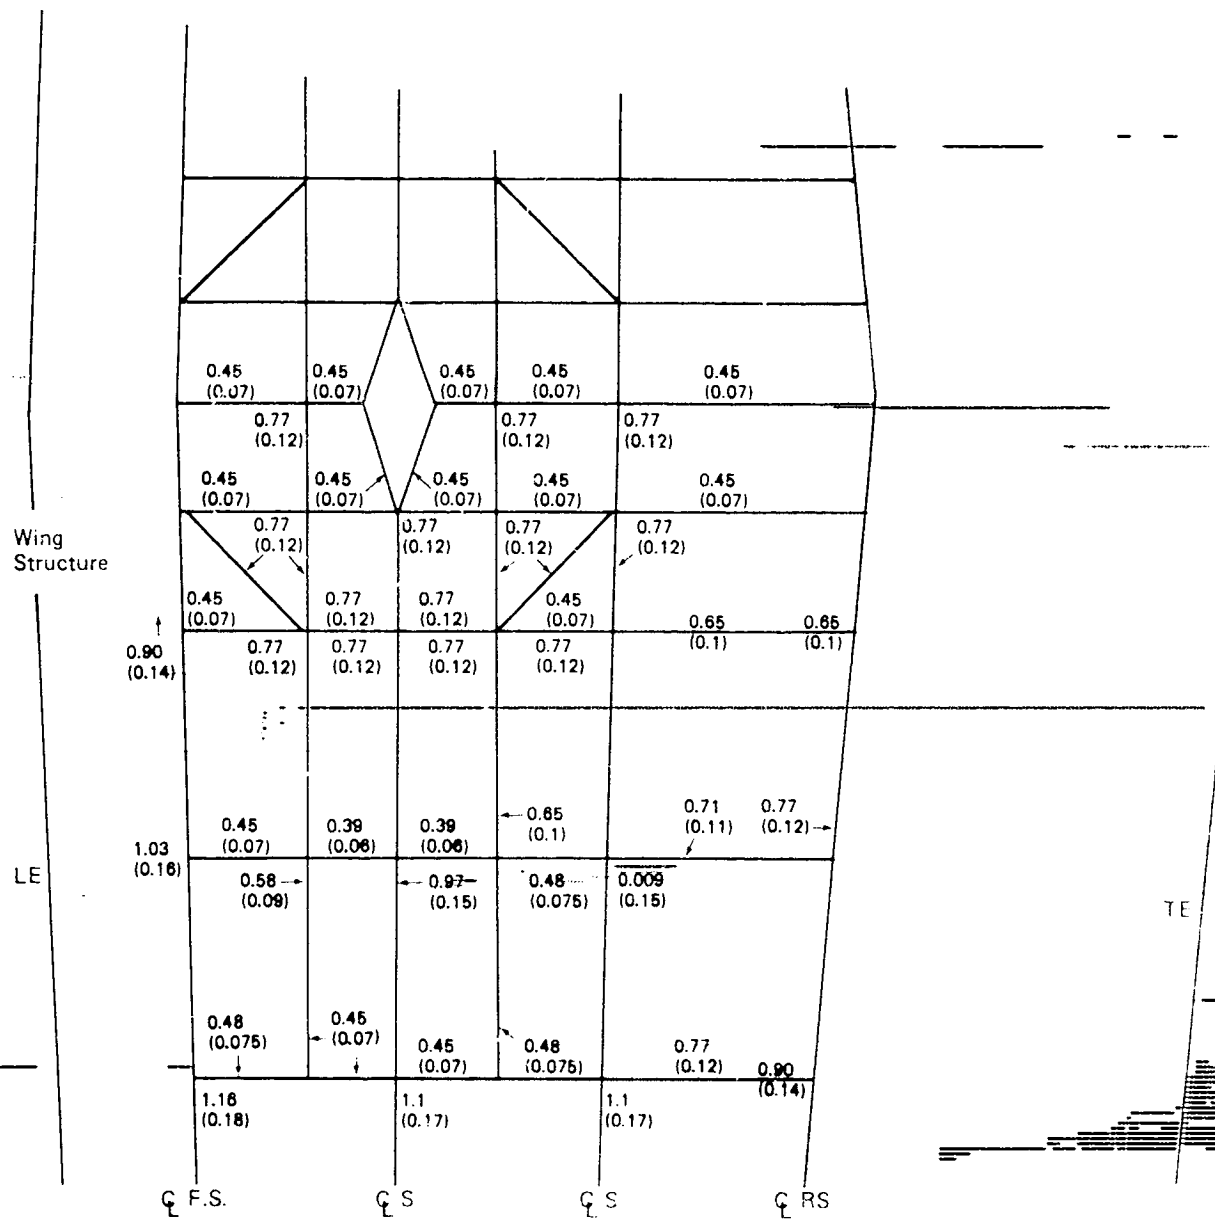 0.45 0.45 0.45 0.45 0.45
(0.07) (0.07) (0.07) (0.07) (0.07)
0.77 0.77 0.77
(0.12) (0.12) (0.12)
0.45 0.45 0.45 0.45 0.45
(0.07) (0.07) (0.07) (0.07) (0.07)
Wing
Structure
0.77 0.77 0.77 0.77
(0.12) (0.12) (0.12) (0.12)
0.45 0.77 0.77 0.45
(0.07) (0.12) (0.12) (0.07)
0.65 0.65
(0.1) (0.1)
0.90
(0.14)
0.77 0.77 0.77 0.77
(0.12) (0.12) (0.12) (0.12)
0.65
(0.1)
0.71 0.77
(0.11) (0.12)
0.45 0.39 0.39
(0.07) (0.06) (0.06)
1.03
(0.16)
LE
0.58 0.97 0.48 0.009
(0.09) (0.15) (0.075) (0.15)
TE
0.48 0.45
(0.075) (0.07)
0.45 0.48 0.77
(0.07) (0.075) (0.12)
0.90
(0.14)
1.16 1.1 1.1
(0.18) (0.17) (0.17)
℄ F.S. ℄ S ℄ S ℄ RS